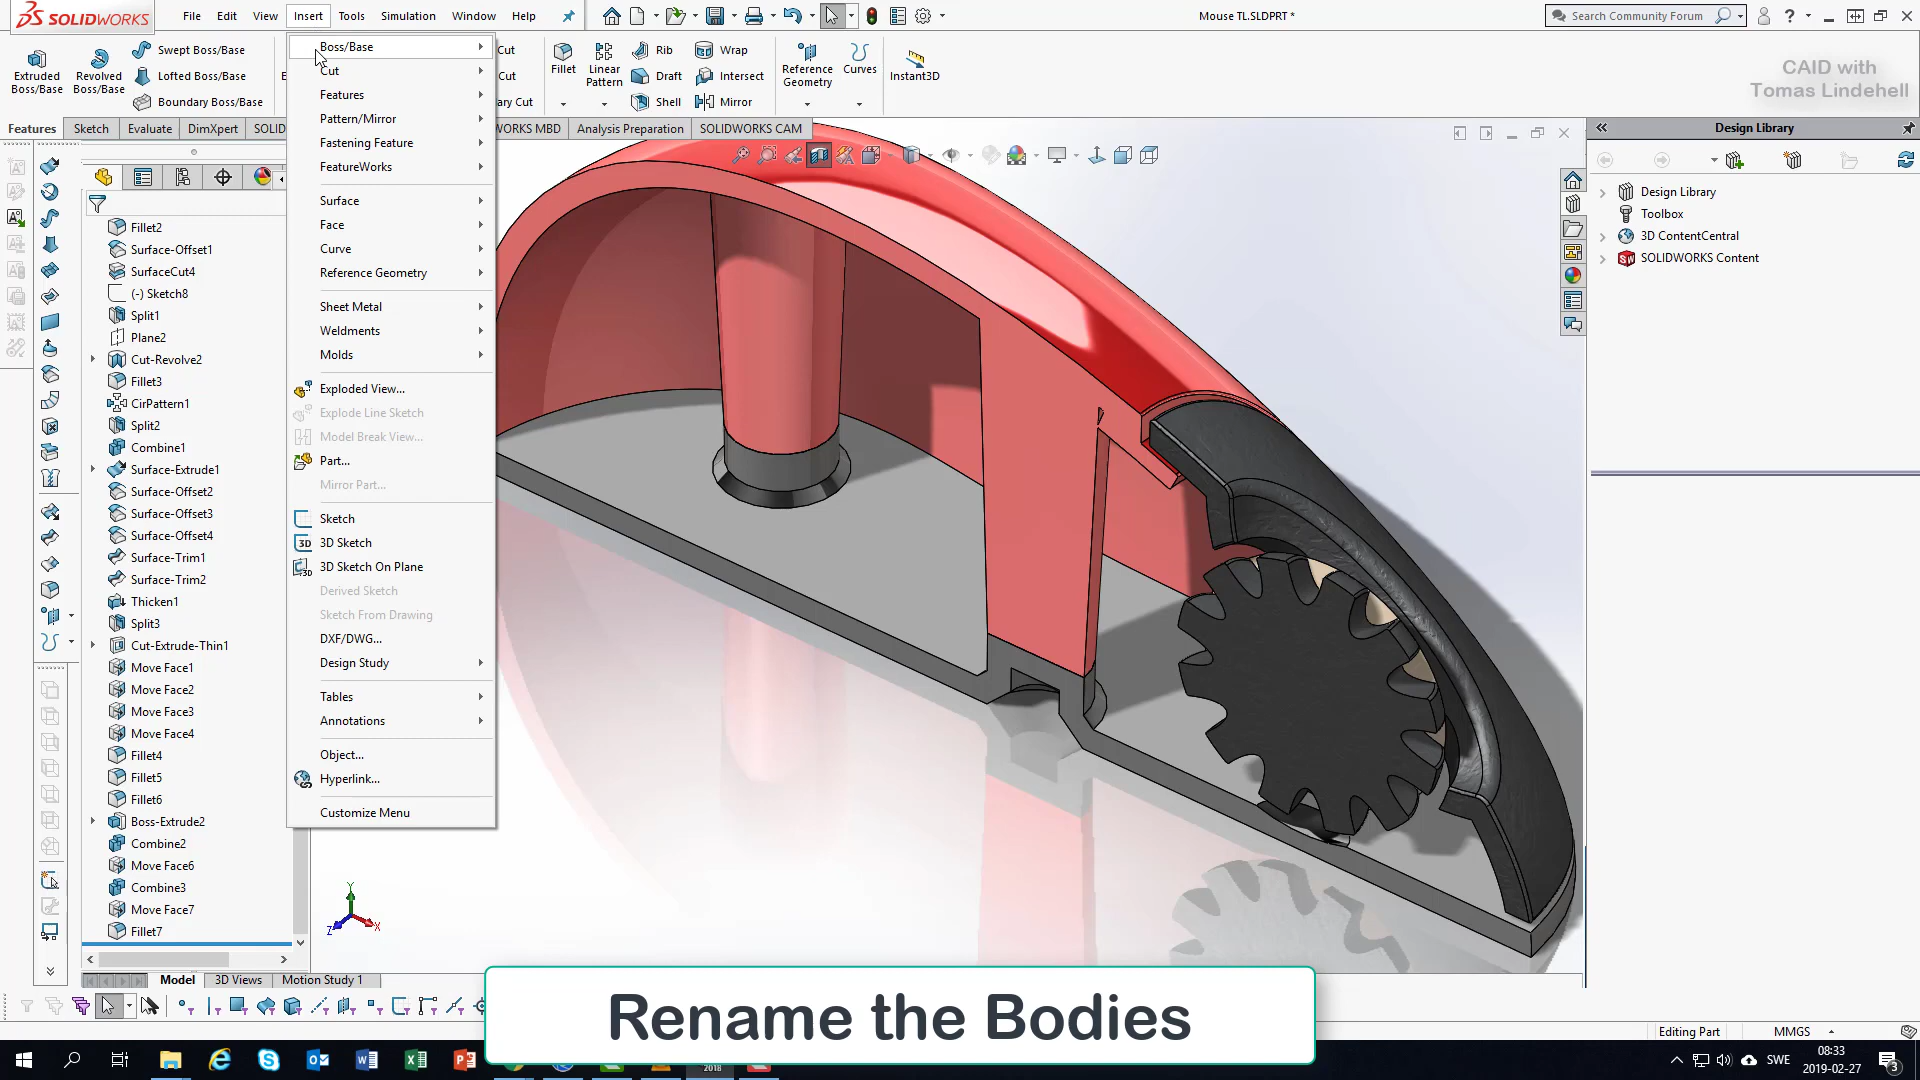 SOLIDWORKS
File Edit View Insert Tools Simulation Window Help
Mouse TL.SLDPRT *
Search Community Forum
Extruded Boss/Base
Revolved Boss/Base
Swept Boss/Base
Lofted Boss/Base
Boundary Boss/Base
Cut
Cut
ary Cut
Fillet
Linear Pattern
Rib
Draft
Shell
Wrap
Intersect
Mirror
Reference Geometry
Curves
Instant3D
CAID with
Tomas Lindehell
Features Sketch Evaluate DimXpert SOLID
WORKS MBD Analysis Preparation SOLIDWORKS CAM
Boss/Base
Cut
Features
Pattern/Mirror
Fastening Feature
FeatureWorks
Surface
Face
Curve
Reference Geometry
Sheet Metal
Weldments
Molds
Exploded View...
Explode Line Sketch
Model Break View...
Part...
Mirror Part...
Sketch
3D Sketch
3D Sketch On Plane
Derived Sketch
Sketch From Drawing
DXF/DWG...
Design Study
Tables
Annotations
Object...
Hyperlink...
Customize Menu
Fillet2
Surface-Offset1
SurfaceCut4
(-) Sketch8
Split1
Plane2
Cut-Revolve2
Fillet3
CirPattern1
Split2
Combine1
Surface-Extrude1
Surface-Offset2
Surface-Offset3
Surface-Offset4
Surface-Trim1
Surface-Trim2
Thicken1
Split3
Cut-Extrude-Thin1
Move Face1
Move Face2
Move Face3
Move Face4
Fillet4
Fillet5
Fillet6
Boss-Extrude2
Combine2
Move Face6
Combine3
Move Face7
Fillet7
Design Library
Design Library
Toolbox
3D ContentCentral
SOLIDWORKS Content
Y
X
Z
Model 3D Views Motion Study 1
Rename the Bodies
Editing Part MMGS
2018
SWE
08:33
2019-02-27
3